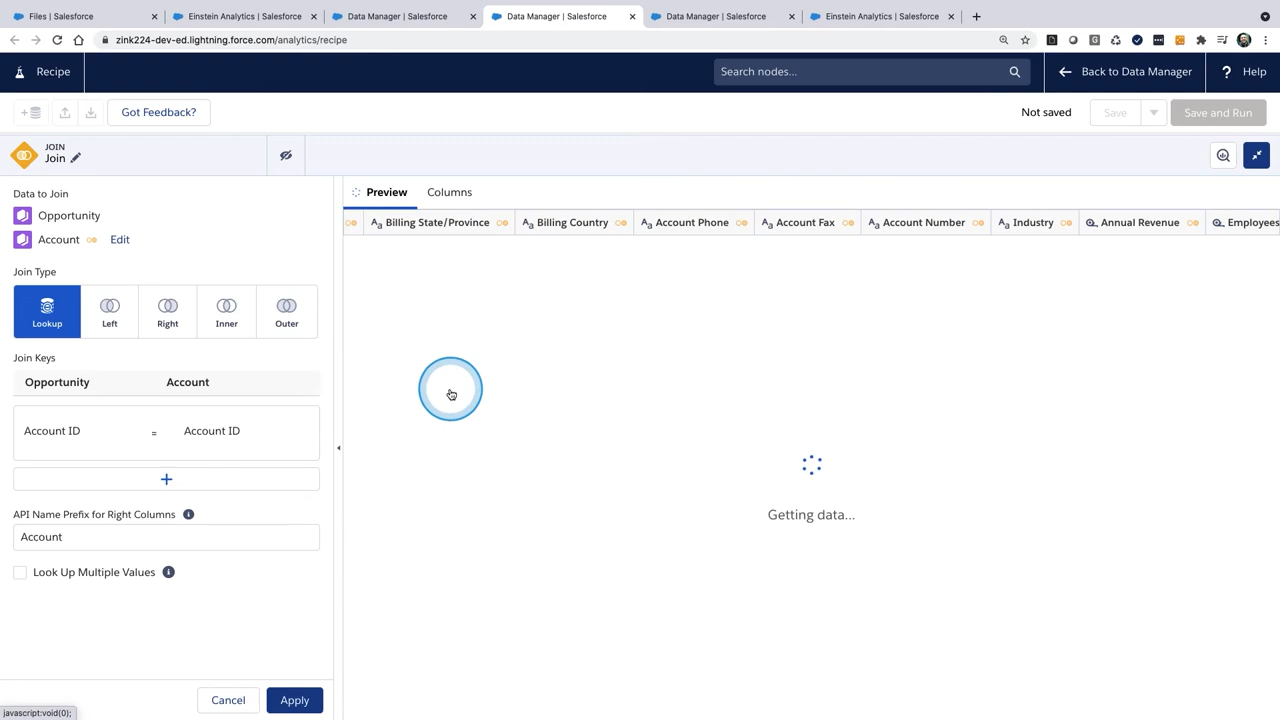 Files | Salesforce
Einstein Analytics | Salesforce
Data Manager | Salesforce
Data Manager | Salesforce
Data Manager | Salesforce
Einstein Analytics | Salesforce
zink224-dev-ed.lightning.force.com/analytics/recipe
Recipe
Search nodes...
Back to Data Manager
? Help
Got Feedback?
Not saved
Save
Save and Run
JOIN
Join
Data to Join
Opportunity
Account
Edit
Join Type
Lookup
Left
Right
Inner
Outer
Join Keys
Opportunity
Account
Account ID
=
Account ID
+
API Name Prefix for Right Columns
Account
Look Up Multiple Values
Cancel
Apply
javascript:void(0);
Preview
Columns
Billing State/Province
Billing Country
Account Phone
Account Fax
Account Number
Industry
Annual Revenue
Employees
Getting data...